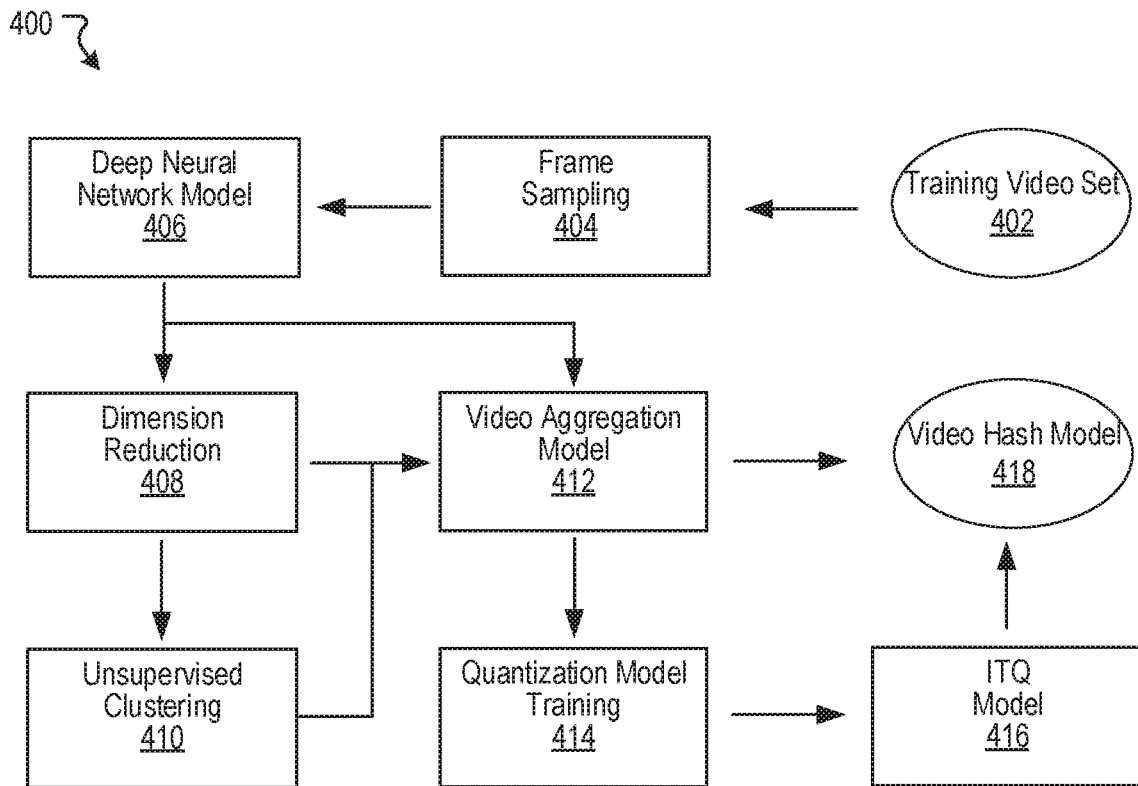 400
Deep Neural
Network Model
406
Frame
Sampling
404
Training Video Set
402
Dimension
Reduction
408
Video Aggregation
Model
412
Video Hash Model
418
Unsupervised
Clustering
410
Quantization Model
Training
414
ITQ
Model
416